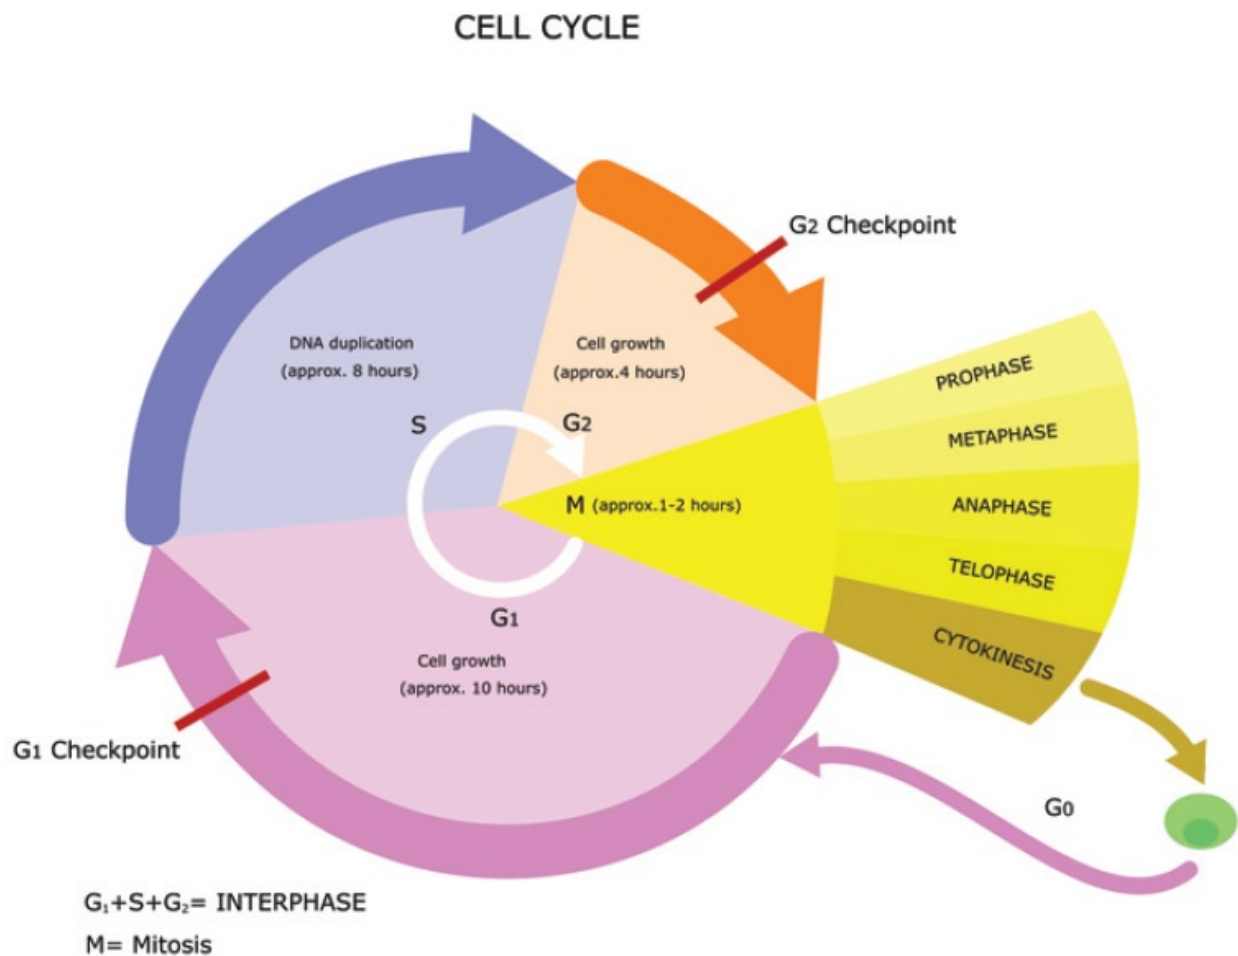 CELL CYCLE
G2 Checkpoint
DNA duplication
(approx. 8 hours)
Cell growth
(approx.4 hours)
S
G2
PROPHASE
METAPHASE
M (approx.1-2 hours)
ANAPHASE
TELOPHASE
CYTOKINESIS
G1
Cell growth
(approx. 10 hours)
G1 Checkpoint
G0
G₁+S+G₂= INTERPHASE
M= Mitosis